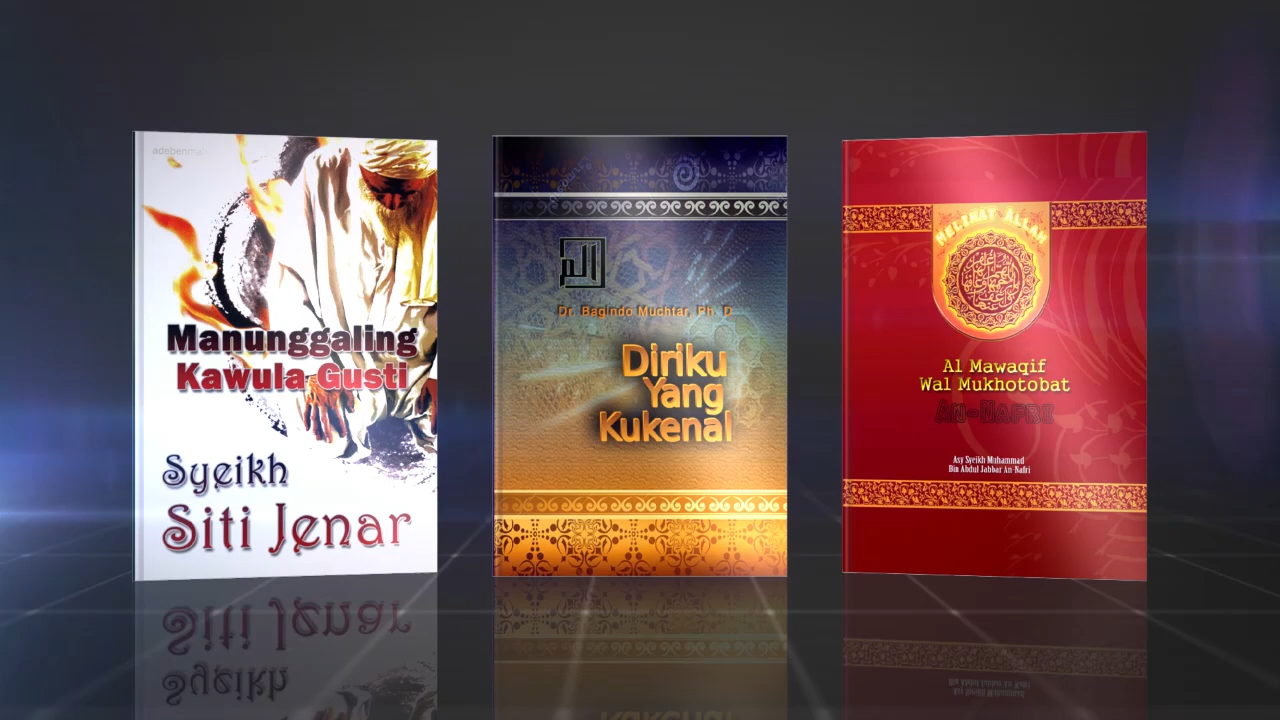 Manunggaling
Kawula Gusti
Syeikh
Siti Jenar
الم
Dr. Bagindo Muchtar, Ph. D
Diriku
Yang
Kukenal
MELIHAT ALLAH
Al Mawaqif
Wal Mukhotobat
AN-NAFRI
Asy Syeikh Muhammad
Bin Abdul Jabbar An-Nafri